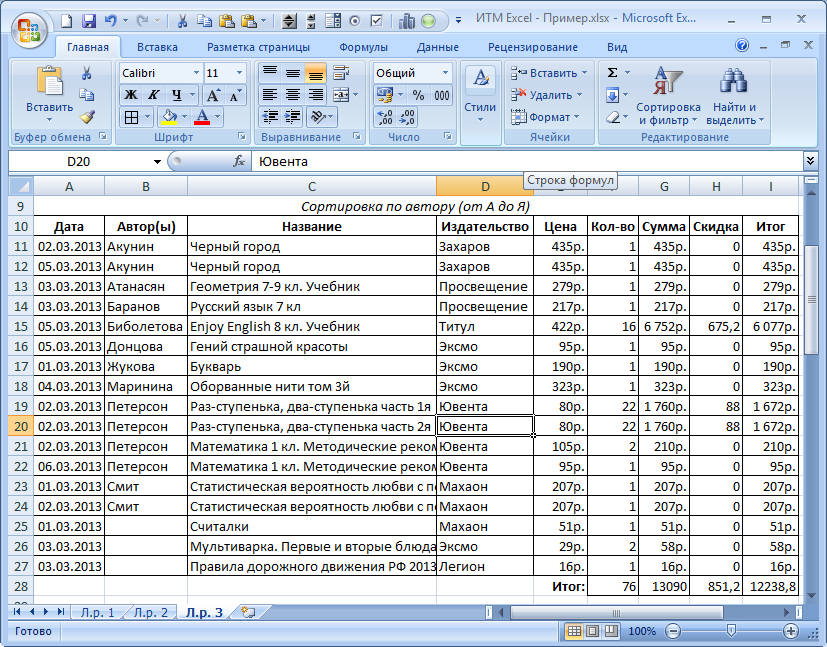 ИТМ Excel - Пример.xlsx - Microsoft Ex...
Главная Вставка Разметка страницы Формулы Данные Рецензирование Вид
Calibri 11 Общий Вставить
Ж К Ч А А % 000 Удалить
Вставить Стили Формат Сортировка и фильтр Найти и выделить
Буфер обмена Шрифт Выравнивание Число Ячейки Редактирование
D20 fx Ювента
Строка формул
A B C D G H I
9 Сортировка по автору (от А до Я)
10 Дата Автор(ы) Название Издательство Цена Кол-во Сумма Скидка Итог
11 02.03.2013 Акунин Черный город Захаров 435р. 1 435р. 0 435р.
12 05.03.2013 Акунин Черный город Захаров 435р. 1 435р. 0 435р.
13 03.03.2013 Атанасян Геометрия 7-9 кл. Учебник Просвещение 279р. 1 279р. 0 279р.
14 03.03.2013 Баранов Русский язык 7 кл Просвещение 217р. 1 217р. 0 217р.
15 05.03.2013 Биболетова Enjoy English 8 кл. Учебник Титул 422р. 16 6 752р. 675,2 6 077р.
16 05.03.2013 Донцова Гений страшной красоты Эксмо 95р. 1 95р. 0 95р.
17 01.03.2013 Жукова Букварь Эксмо 190р. 1 190р. 0 190р.
18 04.03.2013 Маринина Оборванные нити том 3й Эксмо 323р. 1 323р. 0 323р.
19 02.03.2013 Петерсон Раз-ступенька, два-ступенька часть 1я Ювента 80р. 22 1 760р. 88 1 672р.
20 02.03.2013 Петерсон Раз-ступенька, два-ступенька часть 2я Ювента 80р. 22 1 760р. 88 1 672р.
21 02.03.2013 Петерсон Математика 1 кл. Методические реком Ювента 105р. 2 210р. 0 210р.
22 06.03.2013 Петерсон Математика 1 кл. Методические реком Ювента 95р. 1 95р. 0 95р.
23 01.03.2013 Смит Статистическая вероятность любви с п Махаон 207р. 1 207р. 0 207р.
24 02.03.2013 Смит Статистическая вероятность любви с п Махаон 207р. 1 207р. 0 207р.
25 01.03.2013 Считалки Махаон 51р. 1 51р. 0 51р.
26 03.03.2013 Мультиварка. Первые и вторые блюда Эксмо 29р. 2 58р. 0 58р.
27 03.03.2013 Правила дорожного движения РФ 2013 Легион 16р. 1 16р. 0 16р.
28 Итог: 76 13090 851,2 12238,8
Л.р. 1 Л.р. 2 Л.р. 3
Готово 100%